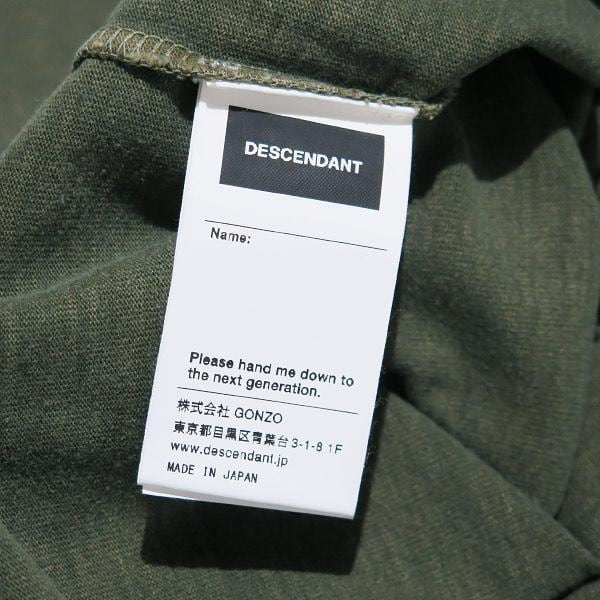 DESCENDANT
Name:
Please hand me down to
the next generation.
株式会社 GONZO
東京都目黒区青葉台3-1-8 1F
www.descendant.jp
MADE IN JAPAN